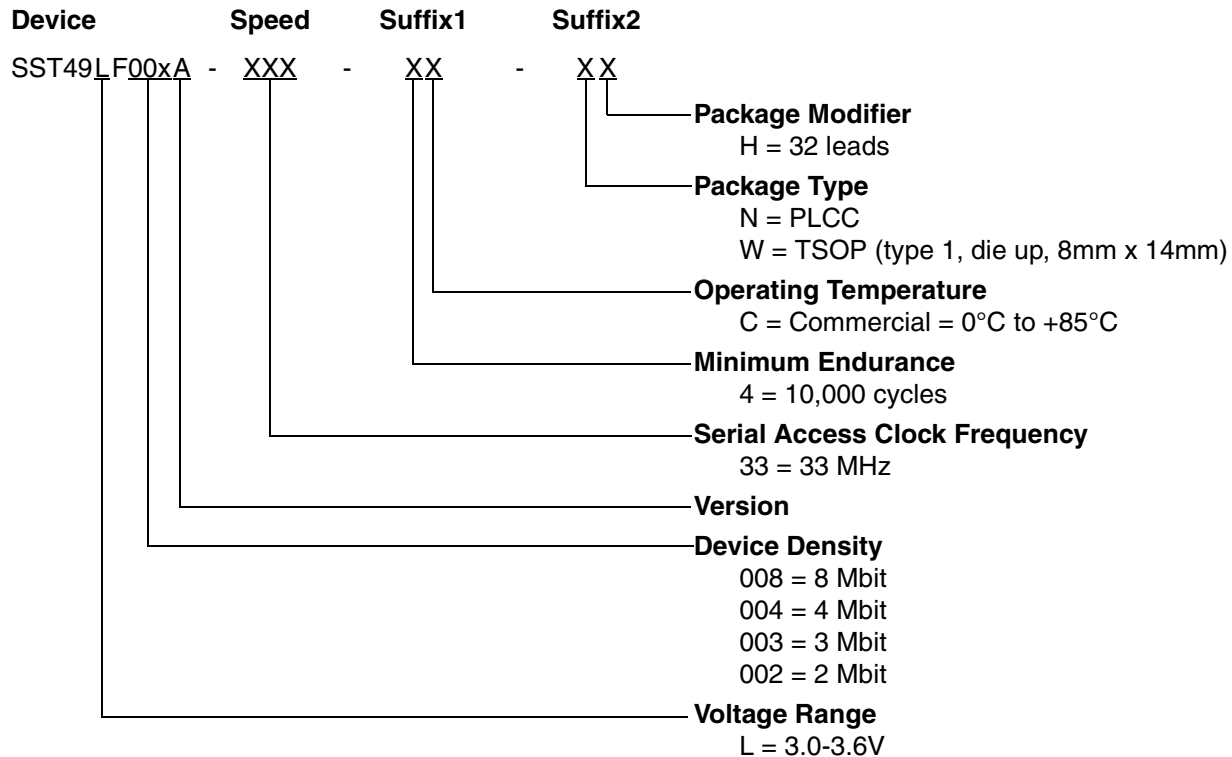 Device Speed Suffix1 Suffix2
SST49LF00xA - XXX - XX - XX
Package Modifier
H = 32 leads
Package Type
N = PLCC
W = TSOP (type 1, die up, 8mm x 14mm)
Operating Temperature
C = Commercial = 0°C to +85°C
Minimum Endurance
4 = 10,000 cycles
Serial Access Clock Frequency
33 = 33 MHz
Version
Device Density
008 = 8 Mbit
004 = 4 Mbit
003 = 3 Mbit
002 = 2 Mbit
Voltage Range
L = 3.0-3.6V